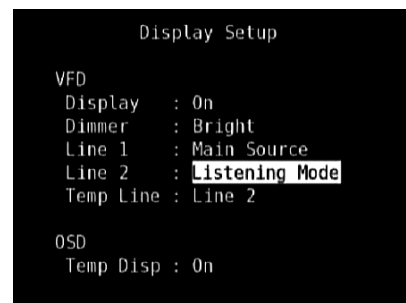 Display Setup
VFD
Display : On
Dimmer : Bright
Line 1 : Main Source
Line 2 : Listening Mode
Temp Line : Line 2
OSD
Temp Disp : On